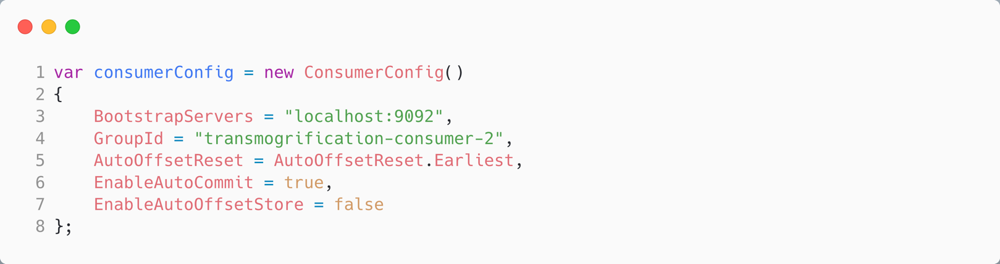 1 var consumerConfig = new ConsumerConfig()
2 {
3     BootstrapServers = "localhost:9092",
4     GroupId = "transmogrification-consumer-2",
5     AutoOffsetReset = AutoOffsetReset.Earliest,
6     EnableAutoCommit = true,
7     EnableAutoOffsetStore = false
8 };